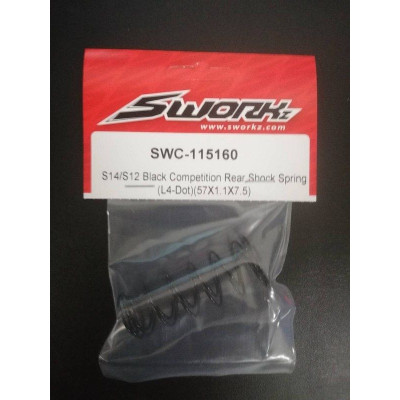 SWORKz
www.sworkz.com
SWC-115160
S14/S12 Black Competition Rear Shock Spring
(L4-Dot)(57X1.1X7.5)